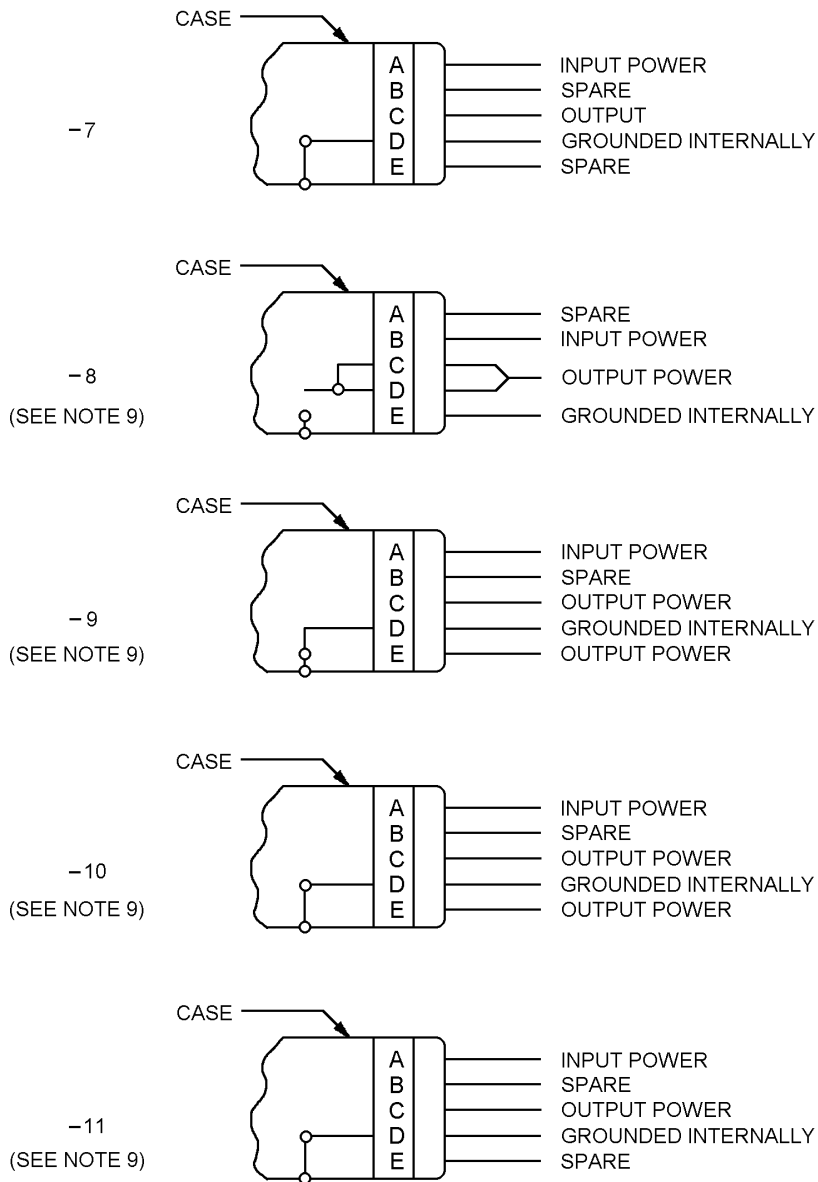 CASE
A INPUT POWER
B SPARE
C OUTPUT
−7
D GROUNDED INTERNALLY
E SPARE
CASE
A SPARE
B INPUT POWER
C
−8
OUTPUT POWER
D
(SEE NOTE 9)
E GROUNDED INTERNALLY
CASE
A INPUT POWER
B SPARE
C OUTPUT POWER
−9
D GROUNDED INTERNALLY
(SEE NOTE 9)
E OUTPUT POWER
CASE
A INPUT POWER
B SPARE
C OUTPUT POWER
−10
D GROUNDED INTERNALLY
(SEE NOTE 9)
E OUTPUT POWER
CASE
A INPUT POWER
B SPARE
C OUTPUT POWER
−11
D GROUNDED INTERNALLY
(SEE NOTE 9)
E SPARE